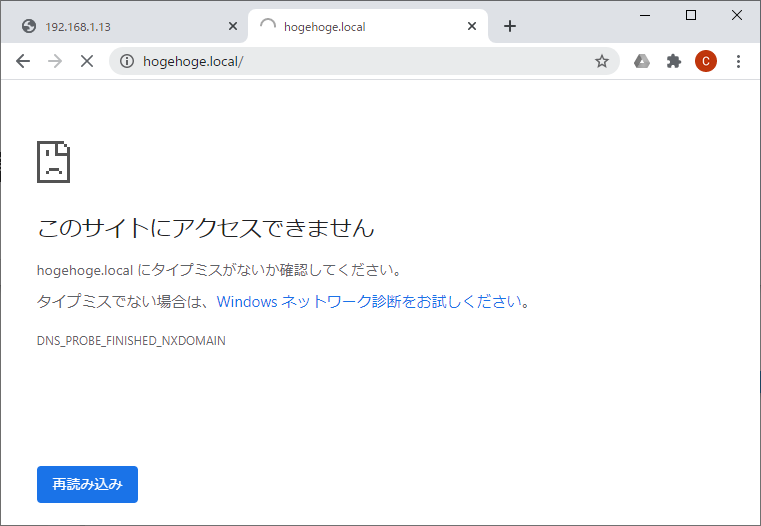 192.168.1.13
hogehoge.local
hogehoge.local/
C
このサイトにアクセスできません
hogehoge.local にタイプミスがないか確認してください。
タイプミスでない場合は、Windows ネットワーク診断をお試しください。
DNS_PROBE_FINISHED_NXDOMAIN
再読み込み